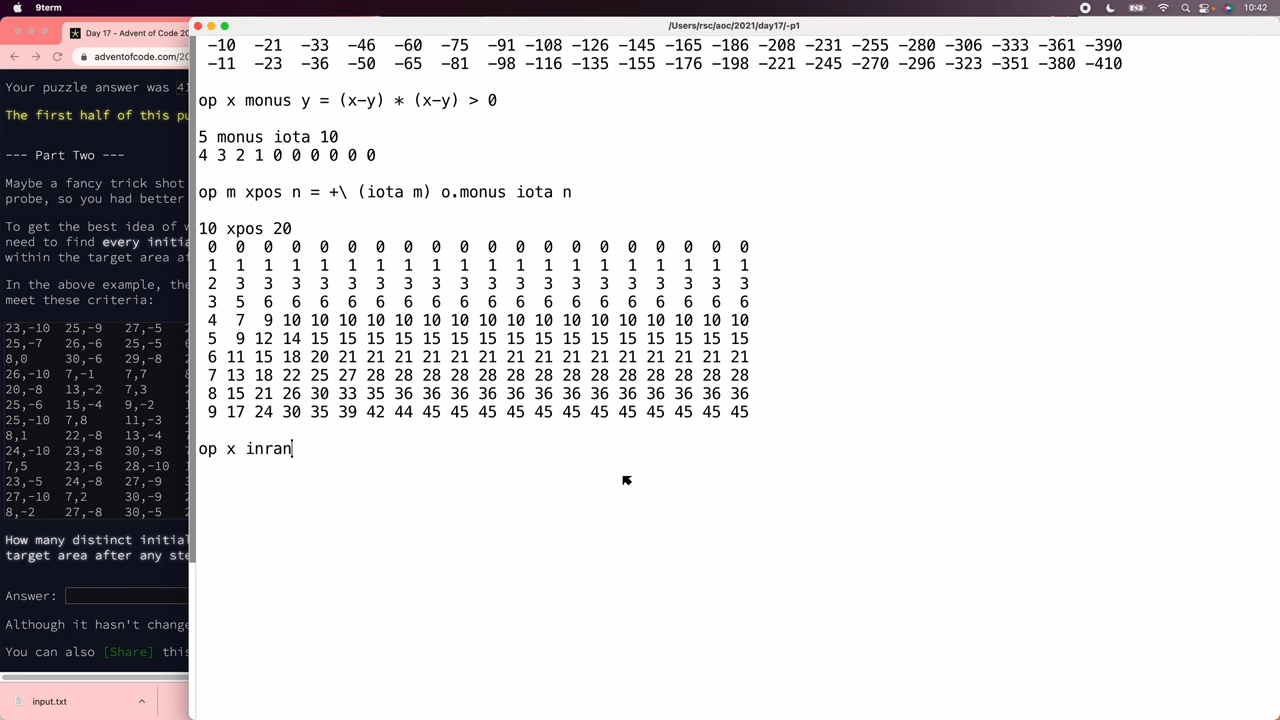 9term
10:42
Day 17 - Advent of Code 20
adventofcode.com/20
/Users/rsc/aoc/2021/day17/-p1
Your puzzle answer was 41
The first half of this pu
--- Part Two ---
Maybe a fancy trick shot
probe, so you had better
To get the best idea of w
need to find every initia
within the target area af
In the above example, the
meet these criteria:
23,-10 25,-9 27,-5 2
25,-7 26,-6 25,-5 6
8,0 30,-6 29,-8 2
26,-10 7,-1 7,7 8
20,-8 13,-2 7,3 2
25,-6 15,-4 9,-2 1
25,-10 7,8 11,-3 2
8,1 22,-8 13,-4 7
24,-10 23,-8 30,-8 7
7,5 23,-6 28,-10 1
23,-5 24,-8 27,-9 3
27,-10 7,2 30,-9 2
8,-2 27,-8 30,-5 2
How many distinct initial
target area after any ste
Answer:
Although it hasn't change
You can also [Share] this
input.txt
-10 -21 -33 -46 -60 -75 -91 -108 -126 -145 -165 -186 -208 -231 -255 -280 -306 -333 -361 -390
-11 -23 -36 -50 -65 -81 -98 -116 -135 -155 -176 -198 -221 -245 -270 -296 -323 -351 -380 -410
op x monus y = (x-y) * (x-y) > 0
5 monus iota 10
4 3 2 1 0 0 0 0 0 0
op m xpos n = +\ (iota m) o.monus iota n
10 xpos 20
0 0 0 0 0 0 0 0 0 0 0 0 0 0 0 0 0 0 0 0
1 1 1 1 1 1 1 1 1 1 1 1 1 1 1 1 1 1 1 1
2 3 3 3 3 3 3 3 3 3 3 3 3 3 3 3 3 3 3 3
3 5 6 6 6 6 6 6 6 6 6 6 6 6 6 6 6 6 6 6
4 7 9 10 10 10 10 10 10 10 10 10 10 10 10 10 10 10 10 10
5 9 12 14 15 15 15 15 15 15 15 15 15 15 15 15 15 15 15 15
6 11 15 18 20 21 21 21 21 21 21 21 21 21 21 21 21 21 21 21
7 13 18 22 25 27 28 28 28 28 28 28 28 28 28 28 28 28 28 28
8 15 21 26 30 33 35 36 36 36 36 36 36 36 36 36 36 36 36 36
9 17 24 30 35 39 42 44 45 45 45 45 45 45 45 45 45 45 45 45
op x inran